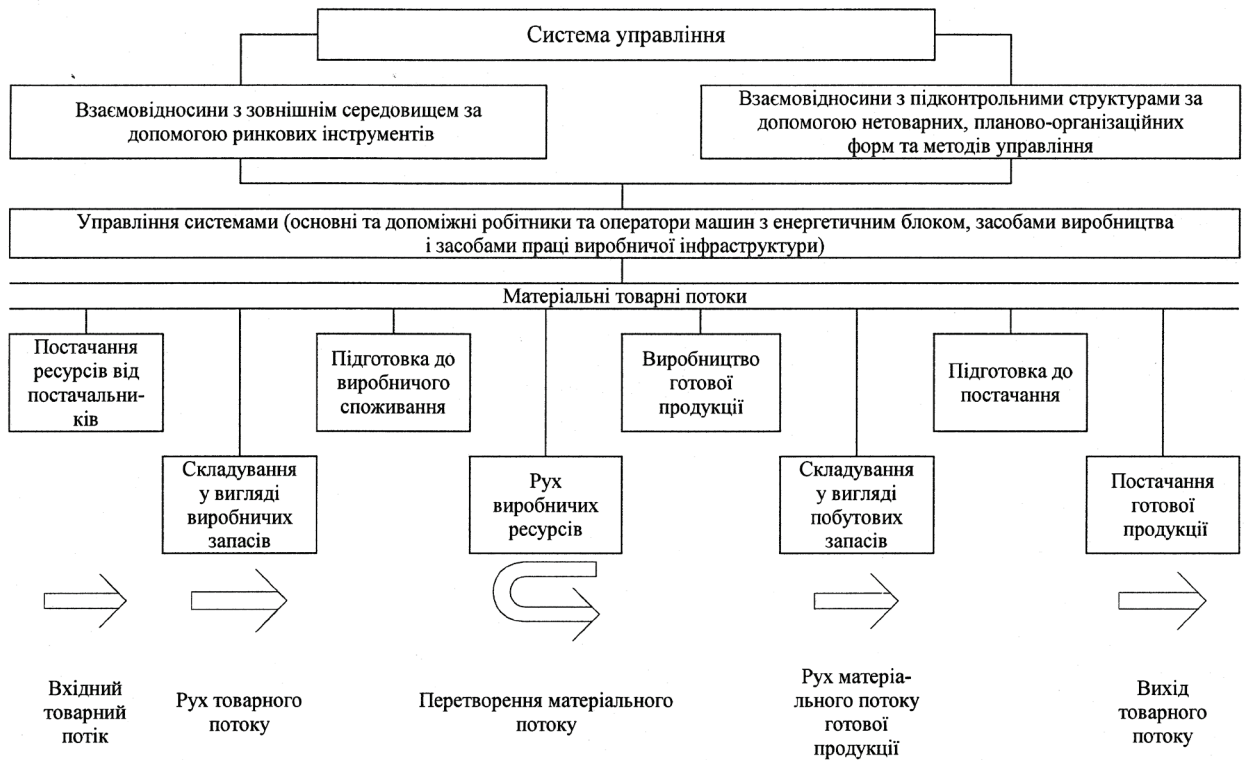 Система управління
Взаємовідносини з зовнішнім середовищем за
допомогою ринкових інструментів
Взаємовідносини з підконтрольними структурами за
допомогою нетоварних, планово-організаційних
форм та методів управління
Управління системами (основні та допоміжні робітники та оператори машин з енергетичним блоком, засобами виробництва
і засобами праці виробничої інфраструктури)
Матеріальні товарні потоки
Постачання
ресурсів від
постачальни-
ків
Підготовка до
виробничого
споживання
Виробництво
готової
продукції
Підготовка до
постачання
Складування
у вигляді
виробничих
запасів
Рух
виробничих
ресурсів
Складування
у вигляді
побутових
запасів
Постачання
готової
продукції
Вхідний
товарний
потік
Рух товарного
потоку
Перетворення матеріального
потоку
Рух матеріа-
льного потоку
готової
продукції
Вихід
товарного
потоку